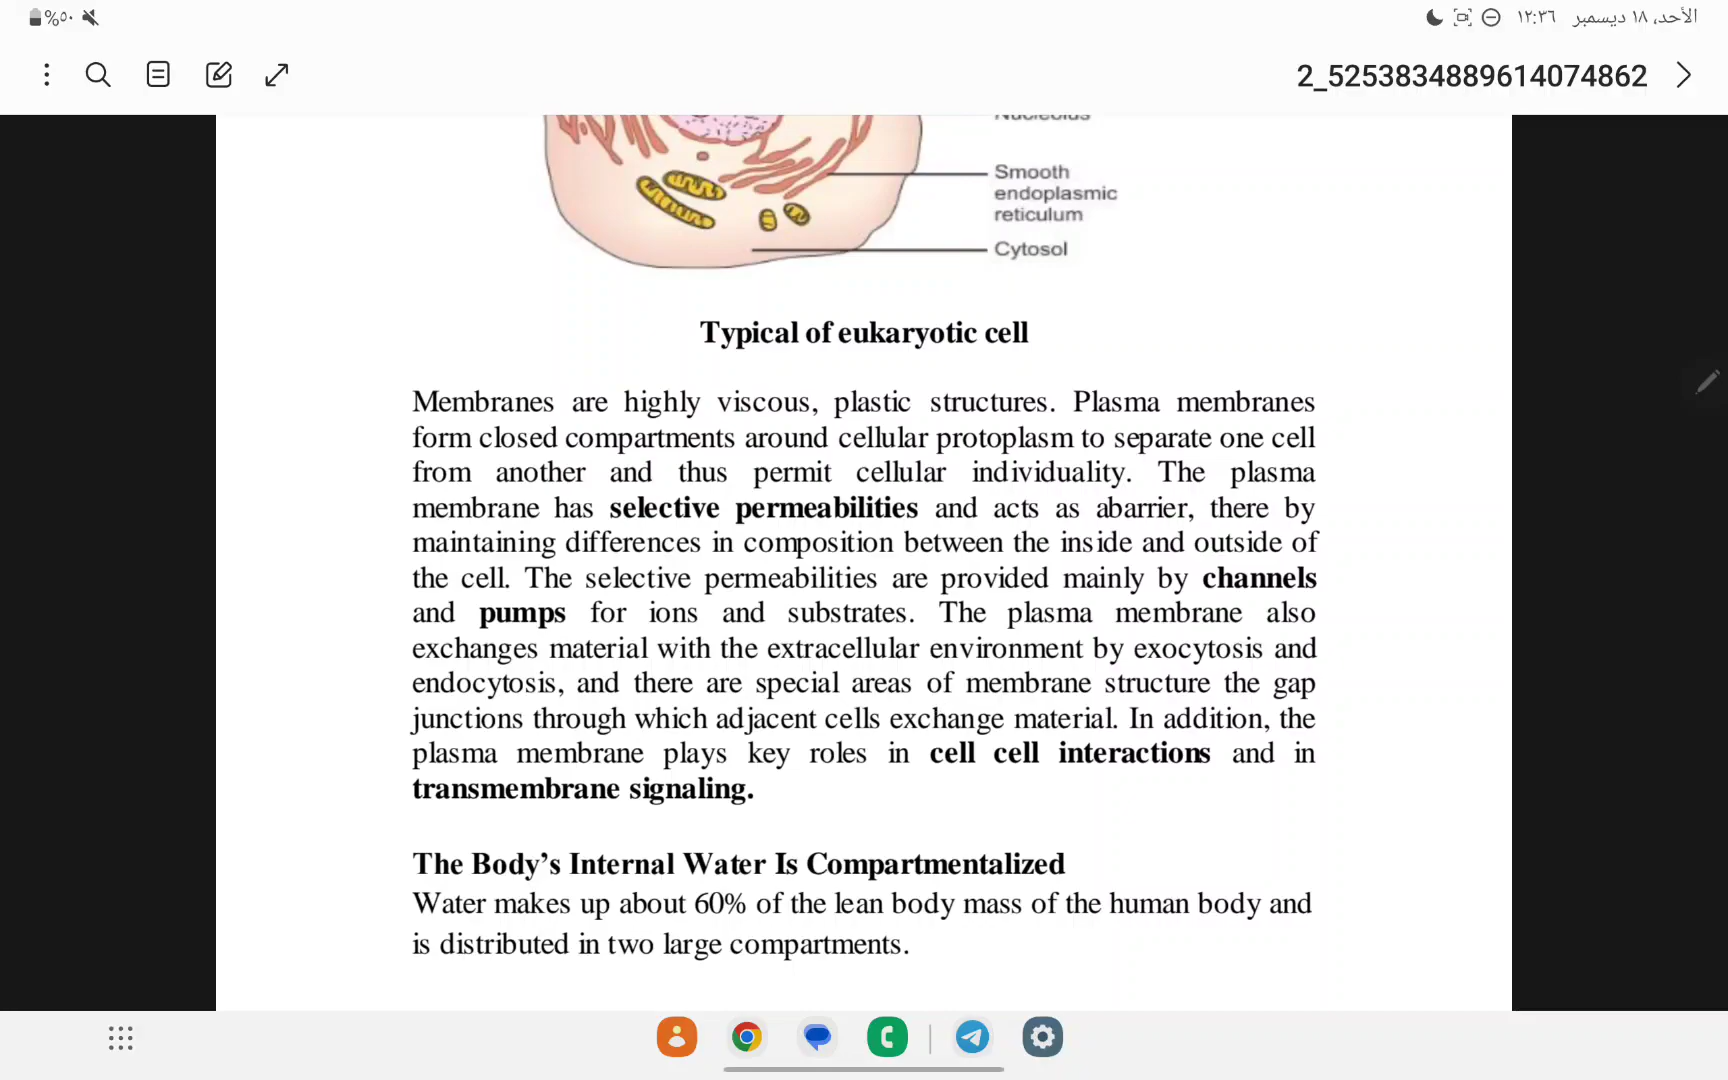 %٥٠
الأحد، ١٨ ديسمبر ١٢:٣٦
2_5253834889614074862
Nucleolus
Smooth
endoplasmic
reticulum
Cytosol
Typical of eukaryotic cell
Membranes are highly viscous, plastic structures. Plasma membranes
form closed compartments around cellular protoplasm to separate one cell
from another and thus permit cellular individuality. The plasma
membrane has selective permeabilities and acts as abarrier, there by
maintaining differences in composition between the inside and outside of
the cell. The selective permeabilities are provided mainly by channels
and pumps for ions and substrates. The plasma membrane also
exchanges material with the extracellular environment by exocytosis and
endocytosis, and there are special areas of membrane structure the gap
junctions through which adjacent cells exchange material. In addition, the
plasma membrane plays key roles in cell cell interactions and in
transmembrane signaling.
The Body’s Internal Water Is Compartmentalized
Water makes up about 60% of the lean body mass of the human body and
is distributed in two large compartments.